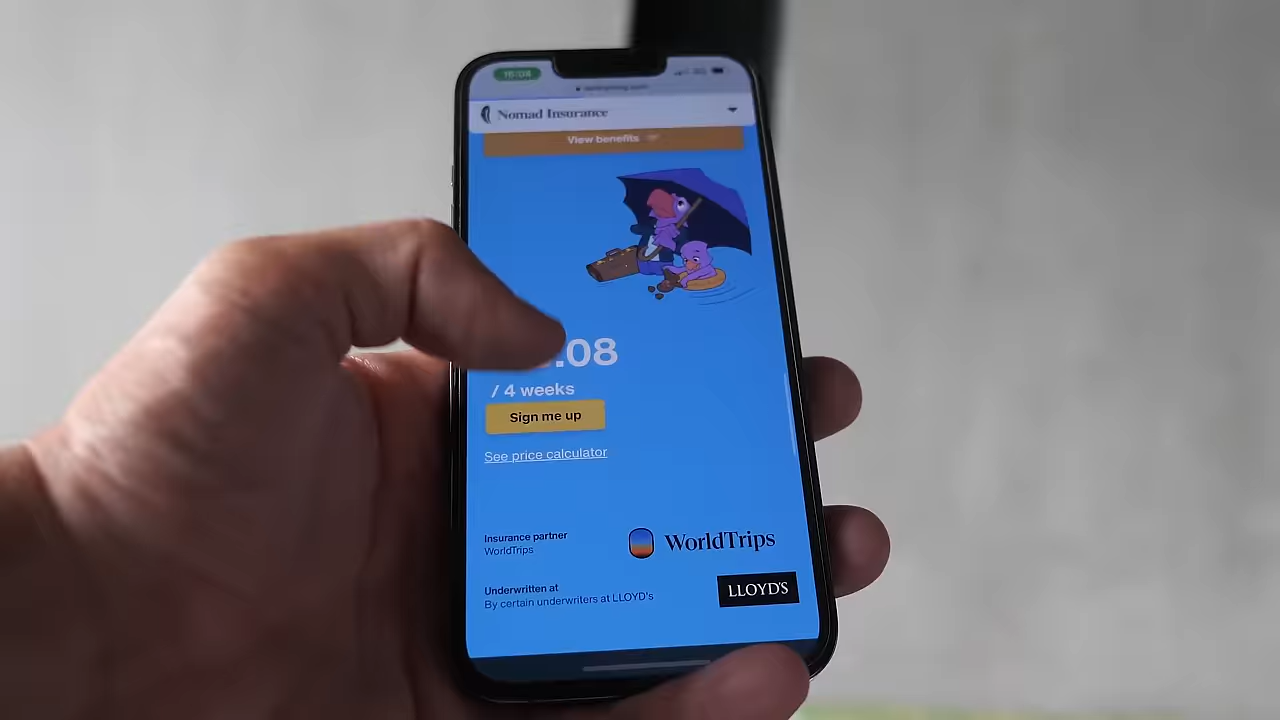 Nomad Insurance
View benefits
.08
/ 4 weeks
Sign me up
See price calculator
Insurance partner
WorldTrips
WorldTrips
Underwritten at
By certain underwriters at LLOYD's
LLOYD'S